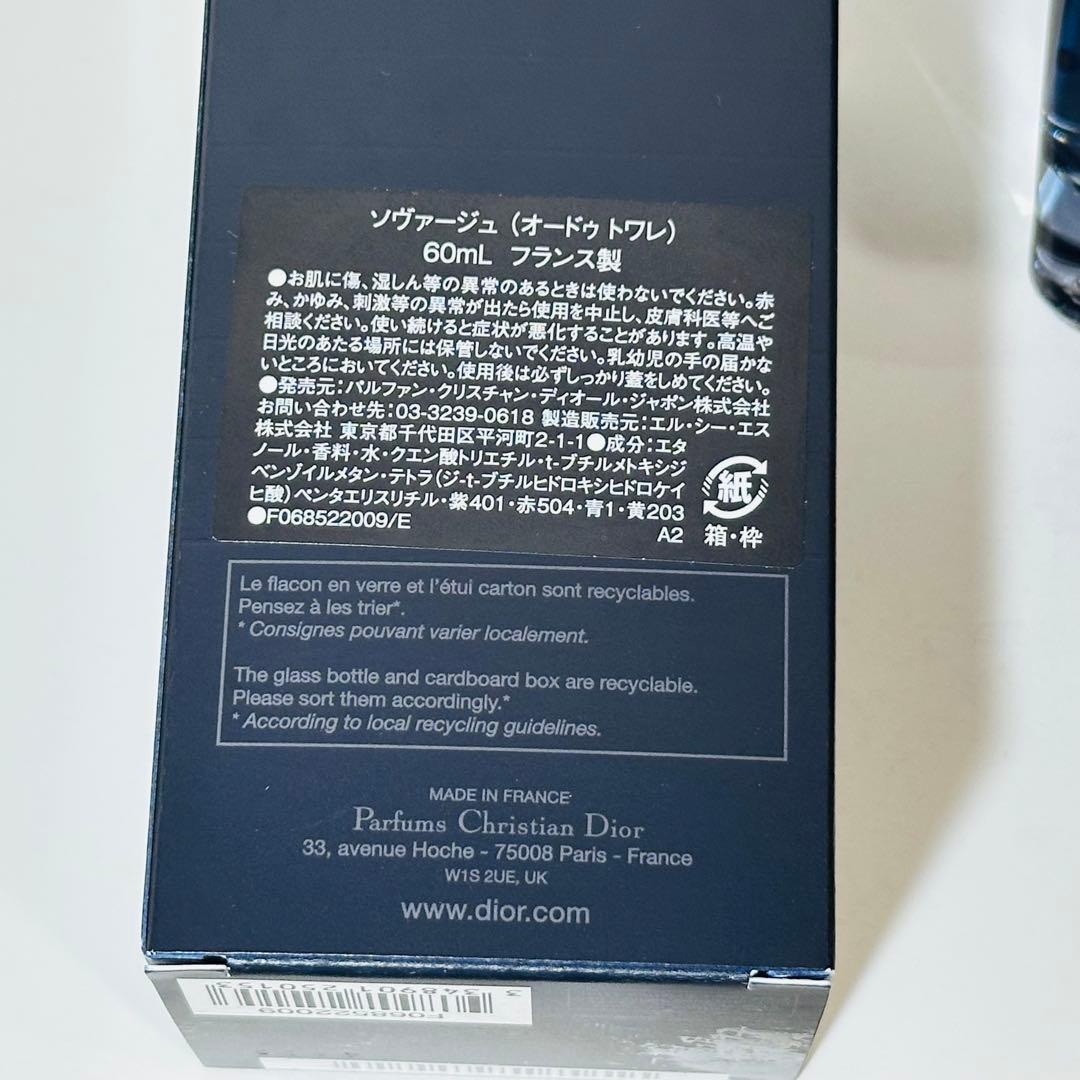 ソヴァージュ（オードゥ トワレ）
60mL フランス製
●お肌に傷、湿しん等の異常のあるときは使わないでください。赤
み、かゆみ、刺激等の異常が出たら使用を中止し、皮膚科医等へご
相談ください。使い続けると症状が悪化することがあります。高温や
日光のあたる場所には保管しないでください。乳幼児の手の届かな
いところにおいてください。使用後は必ずしっかり蓋をしめてください。
●発売元：パルファン・クリスチャン・ディオール・ジャポン株式会社
お問い合わせ先：03-3239-0618 製造販売元：エル・シー・エス
株式会社 東京都千代田区平河町2-1-1●成分：エタ
ノール・香料・水・クエン酸トリエチル・t-ブチルメトキシジ
ベンゾイルメタン・テトラ(ジ-t-ブチルヒドロキシヒドロケイ
ヒ酸)ペンタエリスリチル・紫401・赤504・青1・黄203
●F068522009/E
A2
紙
箱・枠
Le flacon en verre et l'étui carton sont recyclables.
Pensez à les trier*.
* Consignes pouvant varier localement.
The glass bottle and cardboard box are recyclable.
Please sort them accordingly.*
* According to local recycling guidelines.
MADE IN FRANCE
Parfums Christian Dior
33, avenue Hoche - 75008 Paris - France
W1S 2UE, UK
www.dior.com
3 348901 250153
F068522009